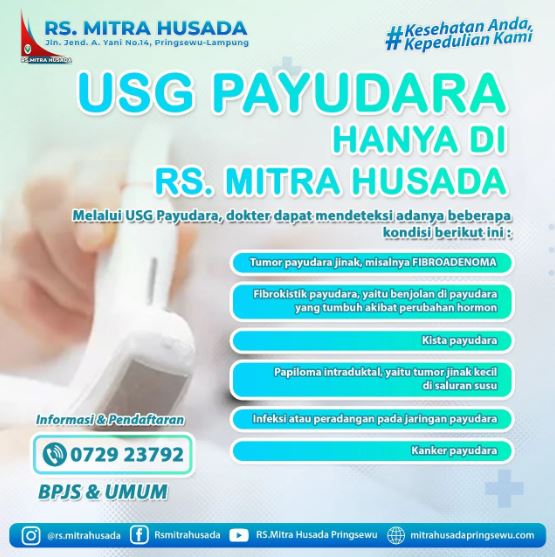 RS. MITRA HUSADA
Jln. Jend. A. Yani No.14, Pringsewu-Lampung
RS.MITRA HUSADA
#Kesehatan Anda,
Kepedulian Kami
USG PAYUDARA
HANYA DI
RS. MITRA HUSADA
Melalui USG Payudara, dokter dapat mendeteksi adanya beberapa
kondisi berikut ini :
Tumor payudara jinak, misalnya FIBROADENOMA
Fibrokistik payudara, yaitu benjolan di payudara
yang tumbuh akibat perubahan hormon
Kista payudara
Papiloma intraduktal, yaitu tumor jinak kecil
di saluran susu
Infeksi atau peradangan pada jaringan payudara
Kanker payudara
Informasi & Pendaftaran
0729 23792
BPJS & UMUM
@rs.mitrahusada
Rsmitrahusada
RS.Mitra Husada Pringsewu
mitrahusadapringsewu.com